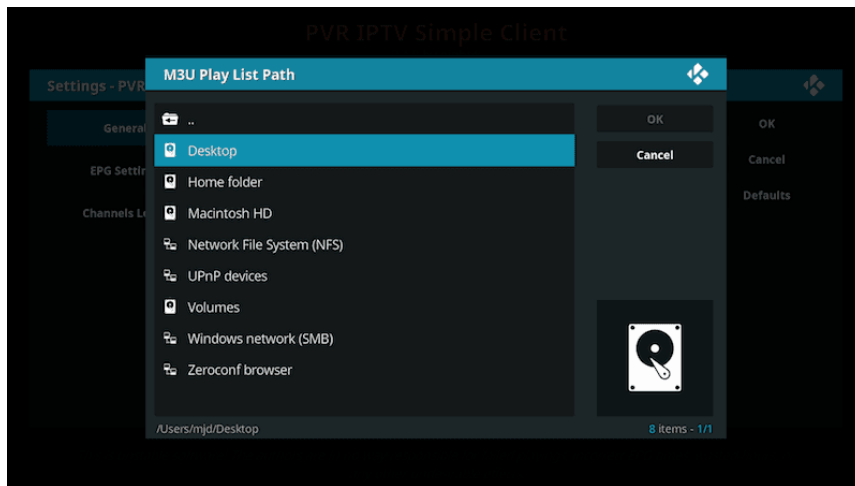 PVR IPTV Simple Client
Settings - PVR
General
EPG Settin
Channels Lo
OK
Cancel
Defaults
M3U Play List Path
..
Desktop
Home folder
Macintosh HD
Network File System (NFS)
UPnP devices
Volumes
Windows network (SMB)
Zeroconf browser
OK
Cancel
/Users/mjd/Desktop
8 items - 1/1